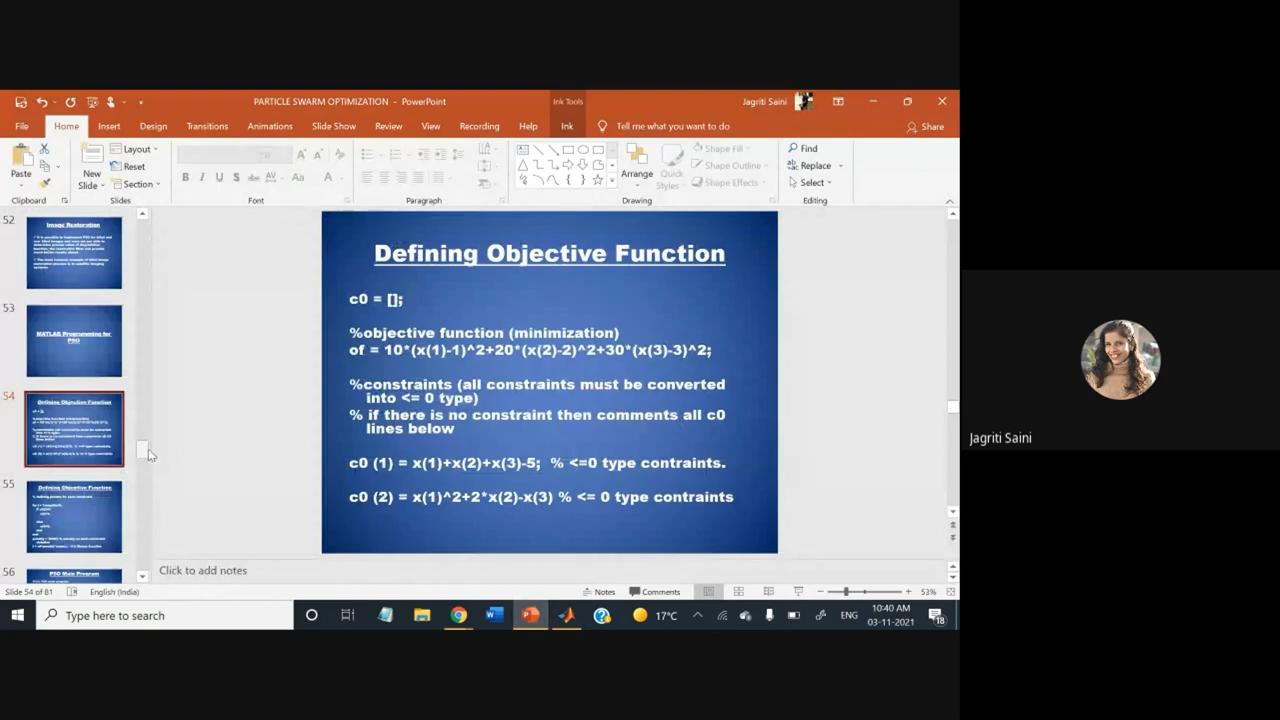 PARTICLE SWARM OPTIMIZATION - PowerPoint
Ink Tools
Jagriti Saini
File Home Insert Design Transitions Animations Slide Show Review View Recording Help Ink Tell me what you want to do Share
Paste
Clipboard
New Slide
Layout
Reset
Section
Slides
B I U S abc AV Aa A
Font
Paragraph
Arrange
Quick Styles
Shape Fill
Shape Outline
Shape Effects
Drawing
Find
Replace
Select
Editing
52
Image Restoration
53
MATLAB Programming for
PSO
54
Defining Objective Function
55
Defining Objective Function
56
PSO Main Program
Defining Objective Function
c0 = [];
%objective function (minimization)
of = 10*(x(1)-1)^2+20*(x(2)-2)^2+30*(x(3)-3)^2;
%constraints (all constraints must be converted
into <= 0 type)
% if there is no constraint then comments all c0
lines below
c0 (1) = x(1)+x(2)+x(3)-5; % <=0 type contraints.
c0 (2) = x(1)^2+2*x(2)-x(3) % <= 0 type contraints
Click to add notes
Slide 54 of 81 English (India) Notes Comments 53%
Type here to search
17°C
ENG
10:40 AM
03-11-2021
18
Jagriti Saini